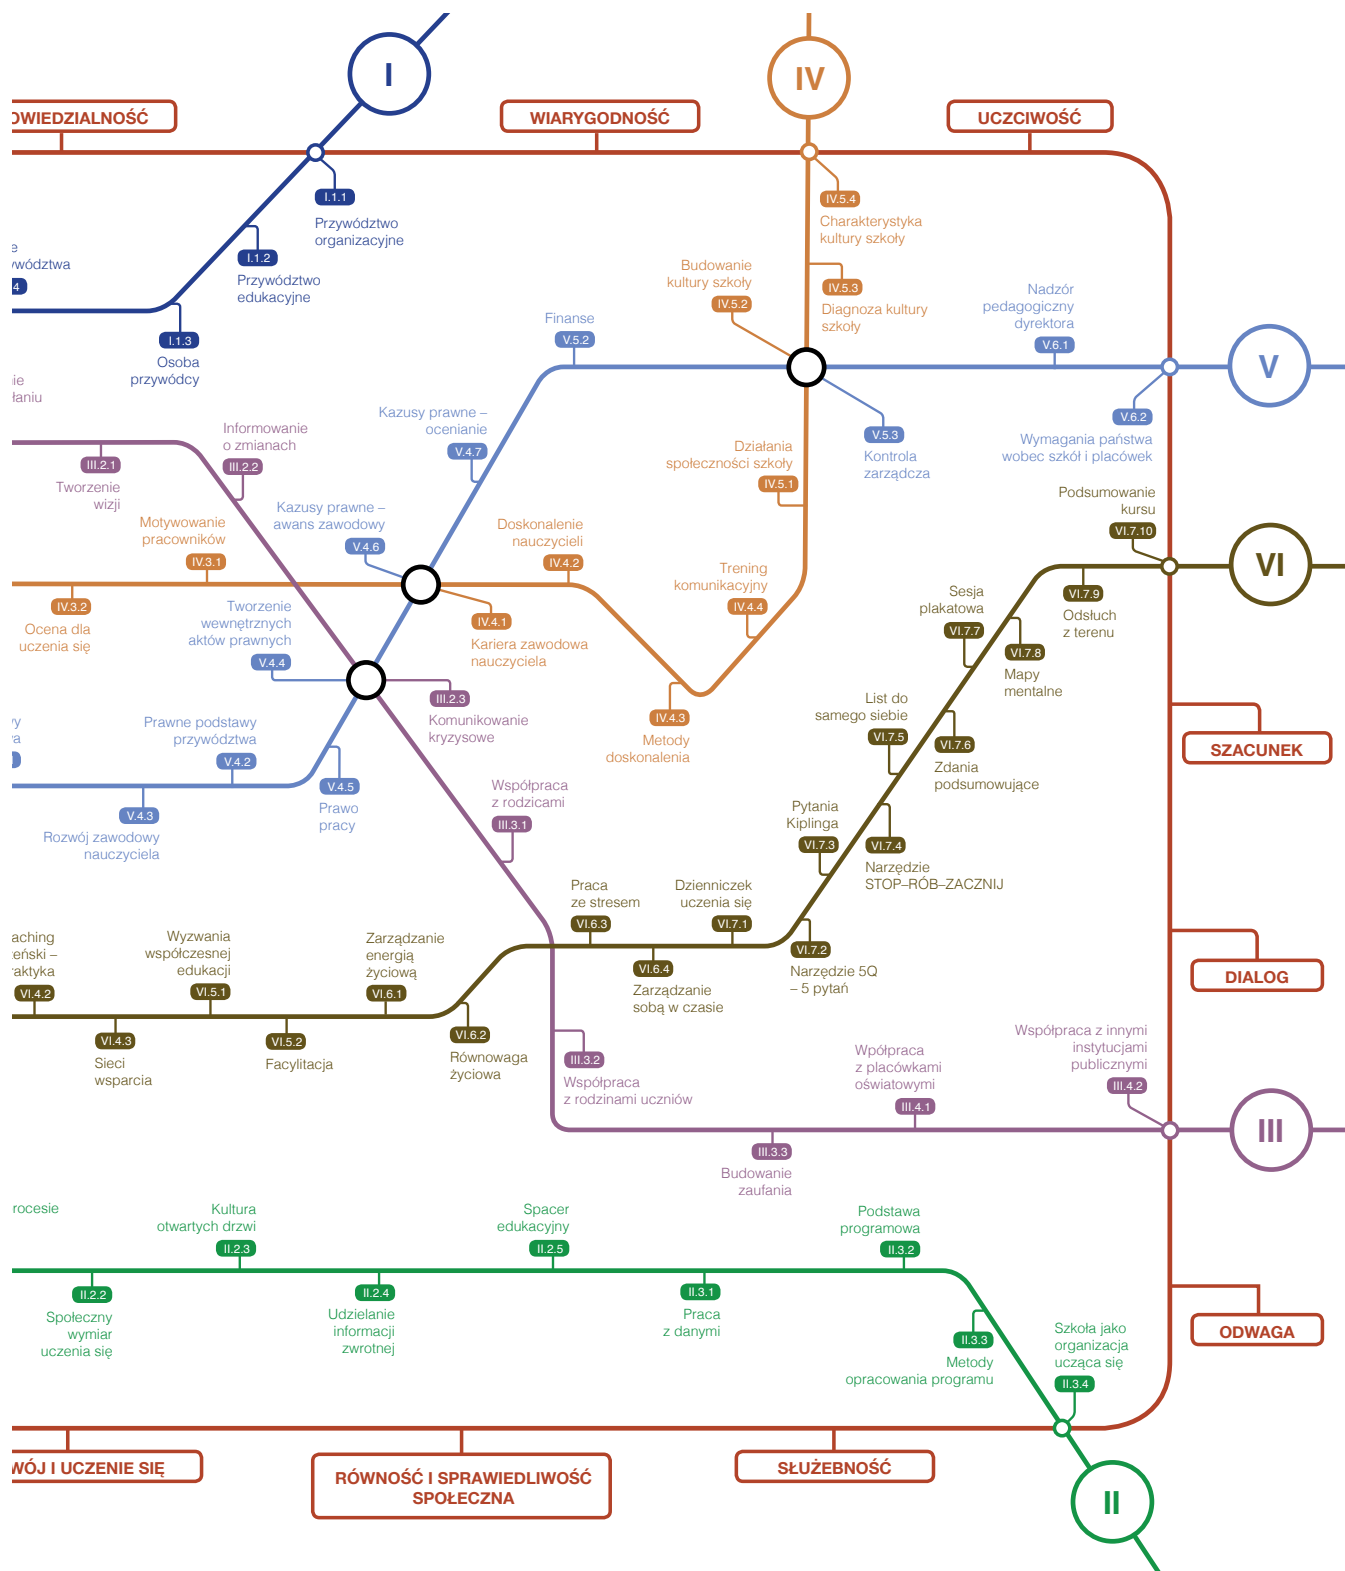 I
IV
OWIEDZIALNOŚĆ
WIARYGODNOŚĆ
UCZCIWOŚĆ
I.1.1
Przywództwo
organizacyjne
I.1.2
Przywództwo
edukacyjne
I.1.3
Osoba
przywódcy
e
ywództwa
4
IV.5.4
Charakterystyka
kultury szkoły
IV.5.3
Diagnoza kultury
szkoły
Budowanie
kultury szkoły
IV.5.2
Nadzór
pedagogiczny
dyrektora
V.6.1
V
Finanse
V.5.2
V.6.2
Wymagania państwa
wobec szkół i placówek
V.5.3
Kontrola
zarządcza
Kazusy prawne –
ocenianie
V.4.7
nie
łaniu
Informowanie
o zmianach
III.2.2
III.2.1
Tworzenie
wizji
Działania
społeczności szkoły
IV.5.1
Podsumowanie
kursu
VI.7.10
VI
Kazusy prawne –
awans zawodowy
V.4.6
Motywowanie
pracowników
IV.3.1
Doskonalenie
nauczycieli
IV.4.2
Trening
komunikacyjny
IV.4.4
IV.3.2
Ocena dla
uczenia się
Tworzenie
wewnętrznych
aktów prawnych
V.4.4
IV.4.1
Kariera zawodowa
nauczyciela
Sesja
plakatowa
VI.7.7
VI.7.9
Odsłuch
z terenu
VI.7.8
Mapy
mentalne
III.2.3
Komunikowanie
kryzysowe
IV.4.3
Metody
doskonalenia
List do
samego siebie
VI.7.5
VI.7.6
Zdania
podsumowujące
SZACUNEK
wy
a
Prawne podstawy
przywództwa
V.4.2
V.4.5
Prawo
pracy
V.4.3
Rozwój zawodowy
nauczyciela
Współpraca
z rodzicami
III.3.1
Pytania
Kiplinga
VI.7.3
VI.7.4
Narzędzie
STOP–RÓB–ZACZNIJ
Praca
ze stresem
VI.6.3
Dzienniczek
uczenia się
VI.7.1
VI.7.2
Narzędzie 5Q
– 5 pytań
VI.6.4
Zarządzanie
sobą w czasie
DIALOG
aching
eński –
raktyka
VI.4.2
Wyzwania
współczesnej
edukacji
VI.5.1
Zarządzanie
energią
życiową
VI.6.1
VI.4.3
Sieci
wsparcia
VI.5.2
Facylitacja
VI.6.2
Równowaga
życiowa
III.3.2
Współpraca
z rodzinami uczniów
Wpółpraca
z placówkami
oświatowymi
III.4.1
Współpraca z innymi
instytucjami
publicznymi
III.4.2
III
III.3.3
Budowanie
zaufania
rocesie
Kultura
otwartych drzwi
II.2.3
Spacer
edukacyjny
II.2.5
Podstawa
programowa
II.3.2
II.2.2
Społeczny
wymiar
uczenia się
II.2.4
Udzielanie
informacji
zwrotnej
II.3.1
Praca
z danymi
II.3.3
Metody
opracowania programu
Szkoła jako
organizacja
ucząca się
II.3.4
ODWAGA
WÓJ I UCZENIE SIĘ
RÓWNOŚĆ I SPRAWIEDLIWOŚĆ
SPOŁECZNA
SŁUŻEBNOŚĆ
II